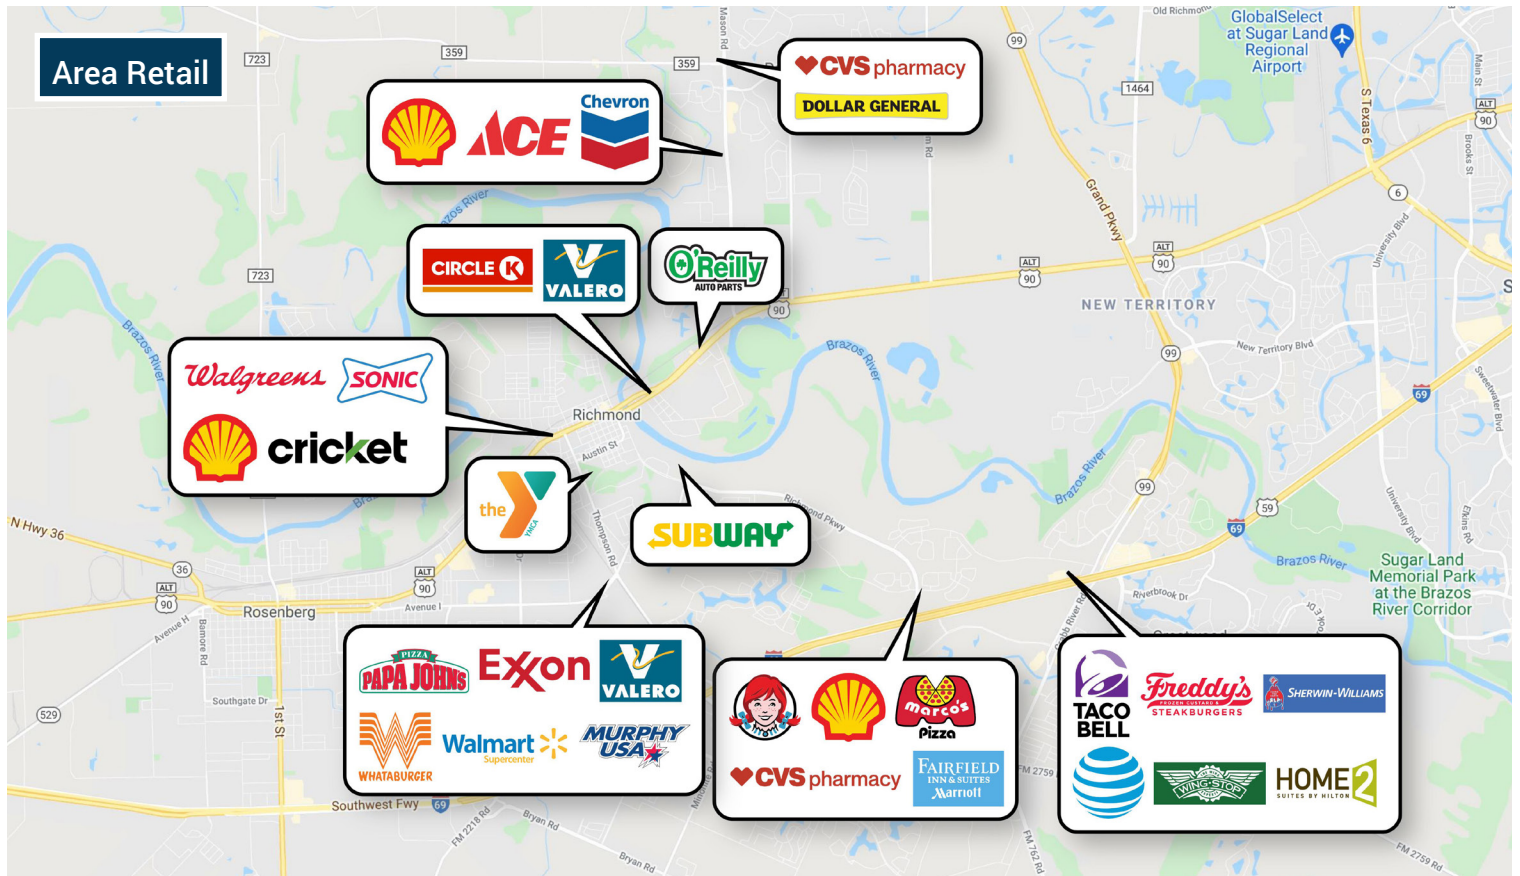 Area Retail
723
359
Mason Rd
359
CVS pharmacy
DOLLAR GENERAL
99
Old Richmond
GlobalSelect
at Sugar Land
Regional
Airport
1464
S Texas 6
Main St
ALT
90
Brooks St
Chevron
ACE
Brazos River
Grand Pkwy
6
University Blvd
723
CIRCLE K
VALERO
O'Reilly
AUTO PARTS
90
ALT
90
ALT
90
NEW TERRITORY
S
Brazos River
Brazos River
99
New Territory Blvd
69
Sweetwater Blvd
Walgreens
SONIC
cricket
Richmond
Austin St
Brazos River
99
59
69
the
YMCA
SUBWAY
Richmond Pkwy
Thompson Rd
N Hwy 36
36
ALT
90
Rosenberg
ALT
90
Avenue I
Avenue H
Bamore Rd
University Blvd
Elkins Rd
Brazos River
Sugar Land
Memorial Park
at the Brazos
River Corridor
Riverbrook Dr
529
Southgate Dr
1st St
PIZZA
PAPA JOHN'S
Exxon
VALERO
WHATABURGER
Walmart
Supercenter
MURPHY
USA
Marco's
Pizza
CVS pharmacy
FAIRFIELD
INN & SUITES
Marriott
TACO
BELL
Freddy's
FROZEN CUSTARD &
STEAKBURGERS
SHERWIN-WILLIAMS
WING·STOP
HOME2
SUITES BY HILTON
FM 2759
Southwest Fwy
69
FM 2218 Rd
Bryan Rd
Bryan Rd
FM 762 Rd
FM 2759 Rd